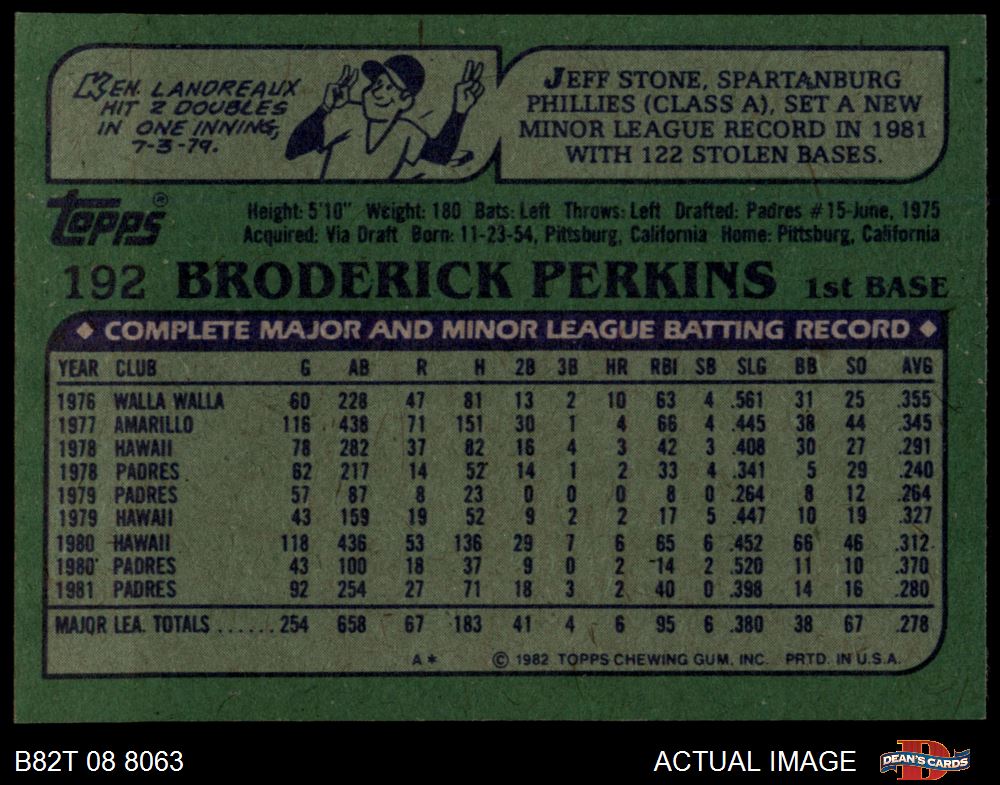 KEN LANDREAUX
HIT 2 DOUBLES
IN ONE INNING,
7-3-79.
JEFF STONE, SPARTANBURG
PHILLIES (CLASS A), SET A NEW
MINOR LEAGUE RECORD IN 1981
WITH 122 STOLEN BASES.
Topps®
Height: 5'10" Weight: 180 Bats: Left Throws: Left Drafted: Padres #15-June, 1975
Acquired: Via Draft Born: 11-23-54, Pittsburg, California Home: Pittsburg, California
192 BRODERICK PERKINS 1st BASE
◆ COMPLETE MAJOR AND MINOR LEAGUE BATTING RECORD ◆
YEAR CLUB G AB R H 2B 3B HR RBI SB SLG BB SO AVG
1976 WALLA WALLA 60 228 47 81 13 2 10 63 4 .561 31 25 .355
1977 AMARILLO 116 438 71 151 30 1 4 66 4 .445 38 44 .345
1978 HAWAII 78 282 37 82 16 4 3 42 3 .408 30 27 .291
1978 PADRES 62 217 14 52 14 1 2 33 4 .341 5 29 .240
1979 PADRES 57 87 8 23 0 0 0 8 0 .264 8 12 .264
1979 HAWAII 43 159 19 52 9 2 2 17 5 .447 10 19 .327
1980 HAWAII 118 436 53 136 29 7 6 65 6 .452 66 46 .312
1980 PADRES 43 100 18 37 9 0 2 14 2 .520 11 10 .370
1981 PADRES 92 254 27 71 18 3 2 40 0 .398 14 16 .280
MAJOR LEA. TOTALS ...... 254 658 67 183 41 4 6 95 6 .380 38 67 .278
A* © 1982 TOPPS CHEWING GUM, INC. PRTD. IN U.S.A.
B82T 08 8063 ACTUAL IMAGE DEAN'S CARDS